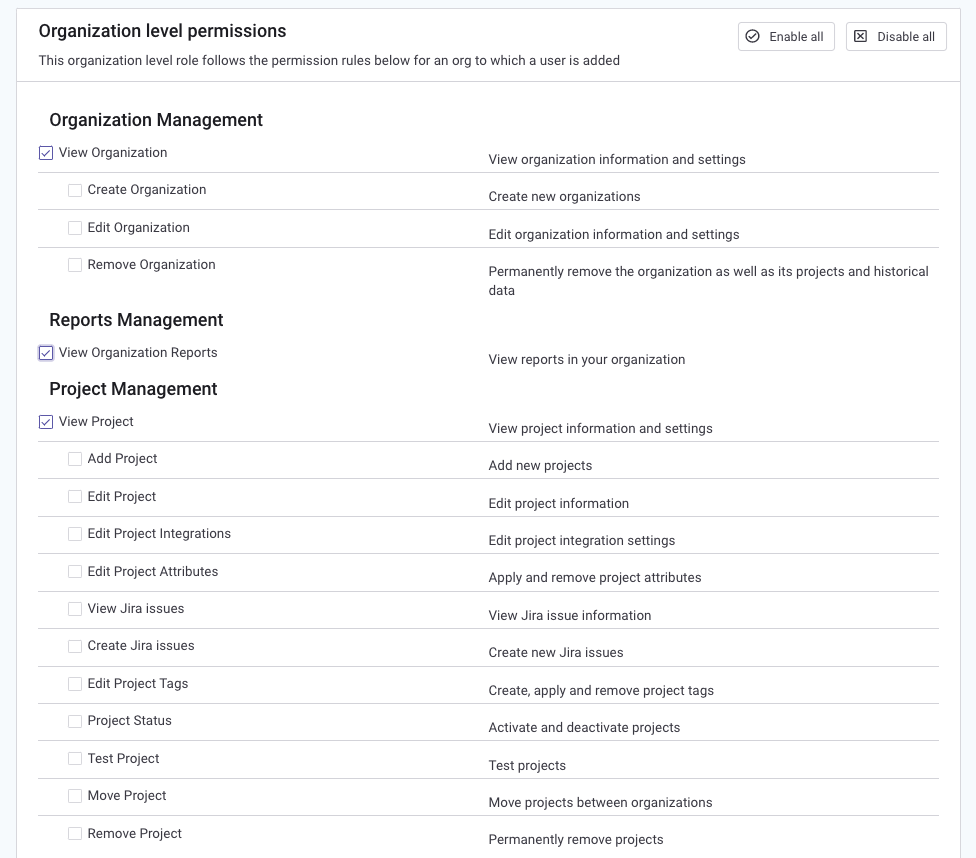 Organization level permissions
Enable all
Disable all
This organization level role follows the permission rules below for an org to which a user is added
Organization Management
View Organization
View organization information and settings
Create Organization
Create new organizations
Edit Organization
Edit organization information and settings
Remove Organization
Permanently remove the organization as well as its projects and historical
data
Reports Management
View Organization Reports
View reports in your organization
Project Management
View Project
View project information and settings
Add Project
Add new projects
Edit Project
Edit project information
Edit Project Integrations
Edit project integration settings
Edit Project Attributes
Apply and remove project attributes
View Jira issues
View Jira issue information
Create Jira issues
Create new Jira issues
Edit Project Tags
Create, apply and remove project tags
Project Status
Activate and deactivate projects
Test Project
Test projects
Move Project
Move projects between organizations
Remove Project
Permanently remove projects